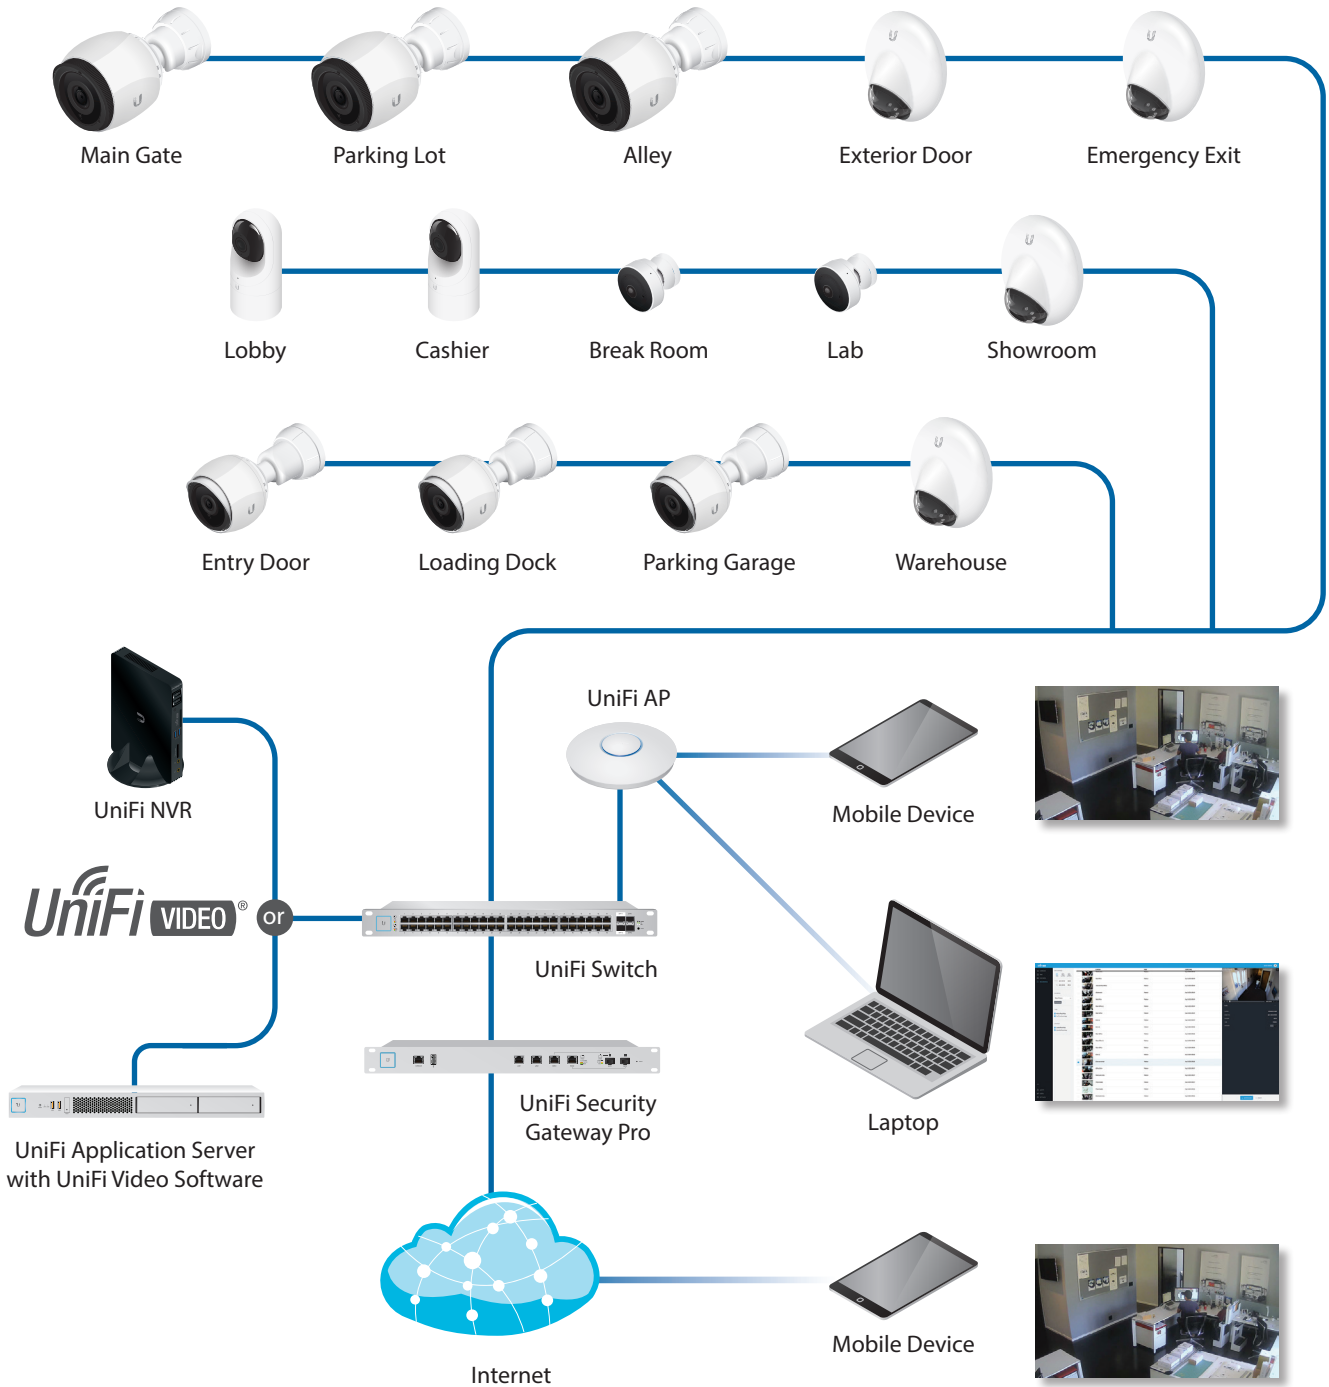 Main Gate
Parking Lot
Alley
Exterior Door
Emergency Exit
Lobby
Cashier
Break Room
Lab
Showroom
Entry Door
Loading Dock
Parking Garage
Warehouse
UniFi AP
UniFi NVR
Mobile Device
UniFi VIDEO®
or
UniFi Switch
UniFi Security
Gateway Pro
Laptop
UniFi Application Server
with UniFi Video Software
Mobile Device
Internet